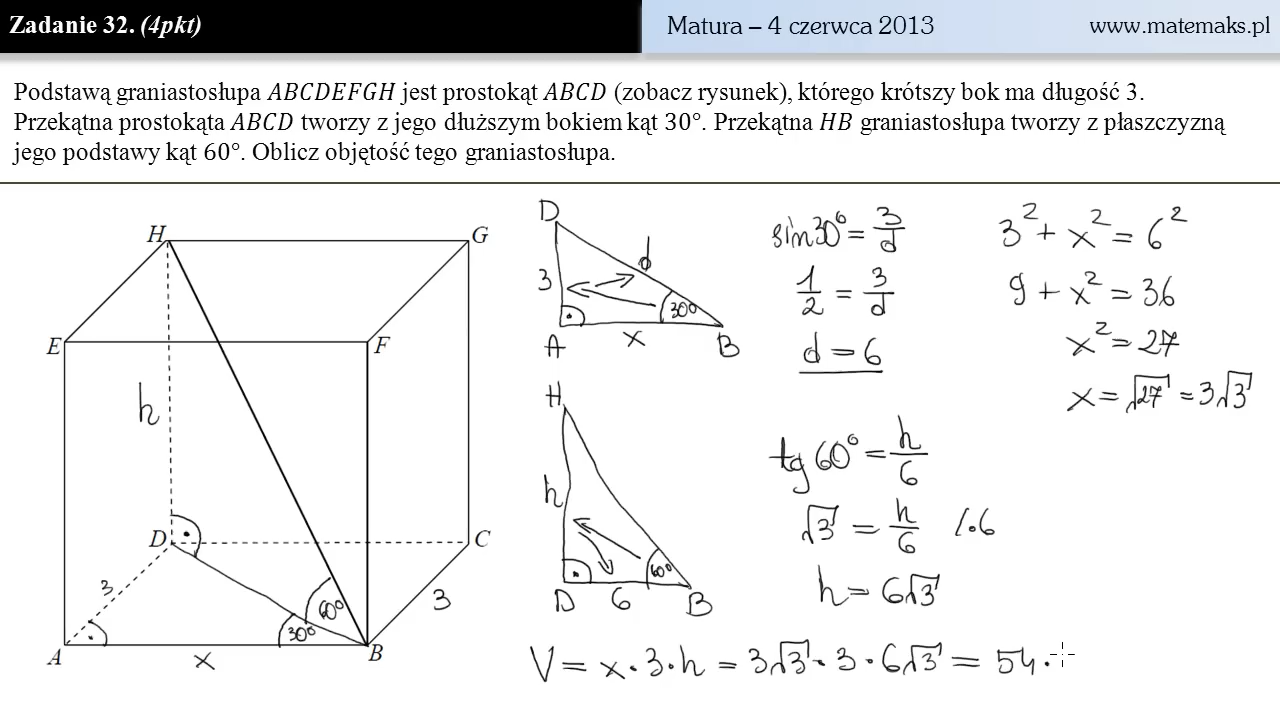 Zadanie 32. (4pkt)
Matura – 4 czerwca 2013
www.matemaks.pl
Podstawą graniastosłupa ABCDEFGH jest prostokąt ABCD (zobacz rysunek), którego krótszy bok ma długość 3.
Przekątna prostokąta ABCD tworzy z jego dłuższym bokiem kąt 30°. Przekątna HB graniastosłupa tworzy z płaszczyzną
jego podstawy kąt 60°. Oblicz objętość tego graniastosłupa.
H
G
E
F
h
D
C
3
60°
30°
3
A
x
B
D
d
3
30°
A
x
B
H
h
60°
D
6
B
sin30° = 3/d
1/2 = 3/d
d = 6
3² + x² = 6²
9 + x² = 36
x² = 27
x = √27 = 3√3
tg 60° = h/6
√3 = h/6 /·6
h = 6√3
V = x · 3 · h = 3√3 · 3 · 6√3 = 54 ·